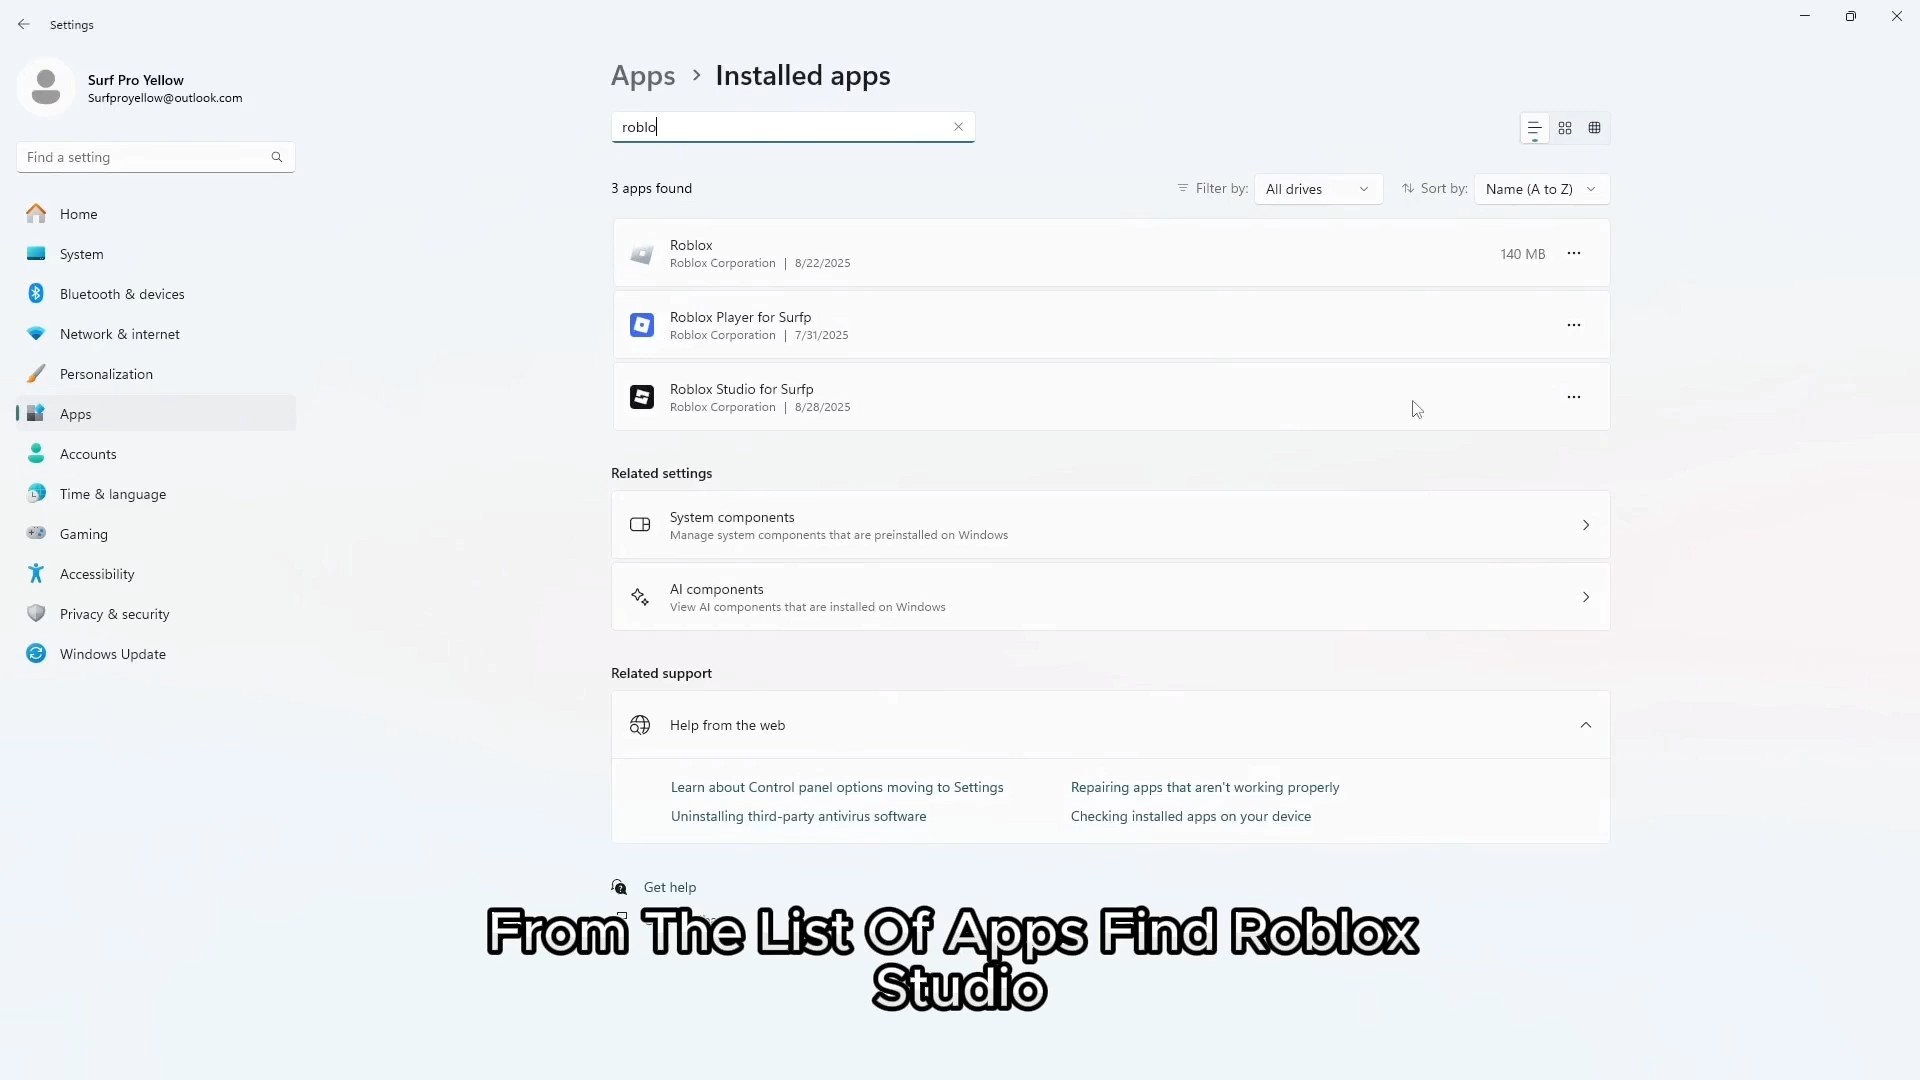 Settings
Surf Pro Yellow
Surfproyellow@outlook.com
Find a setting
Home
System
Bluetooth & devices
Network & internet
Personalization
Apps
Accounts
Time & language
Gaming
Accessibility
Privacy & security
Windows Update
Apps > Installed apps
roblo
3 apps found
Filter by: All drives
Sort by: Name (A to Z)
Roblox
Roblox Corporation | 8/22/2025
140 MB
Roblox Player for Surfp
Roblox Corporation | 7/31/2025
Roblox Studio for Surfp
Roblox Corporation | 8/28/2025
Related settings
System components
Manage system components that are preinstalled on Windows
AI components
View AI components that are installed on Windows
Related support
Help from the web
Learn about Control panel options moving to Settings
Repairing apps that aren't working properly
Uninstalling third-party antivirus software
Checking installed apps on your device
Get help
From The List Of Apps Find Roblox
Studio